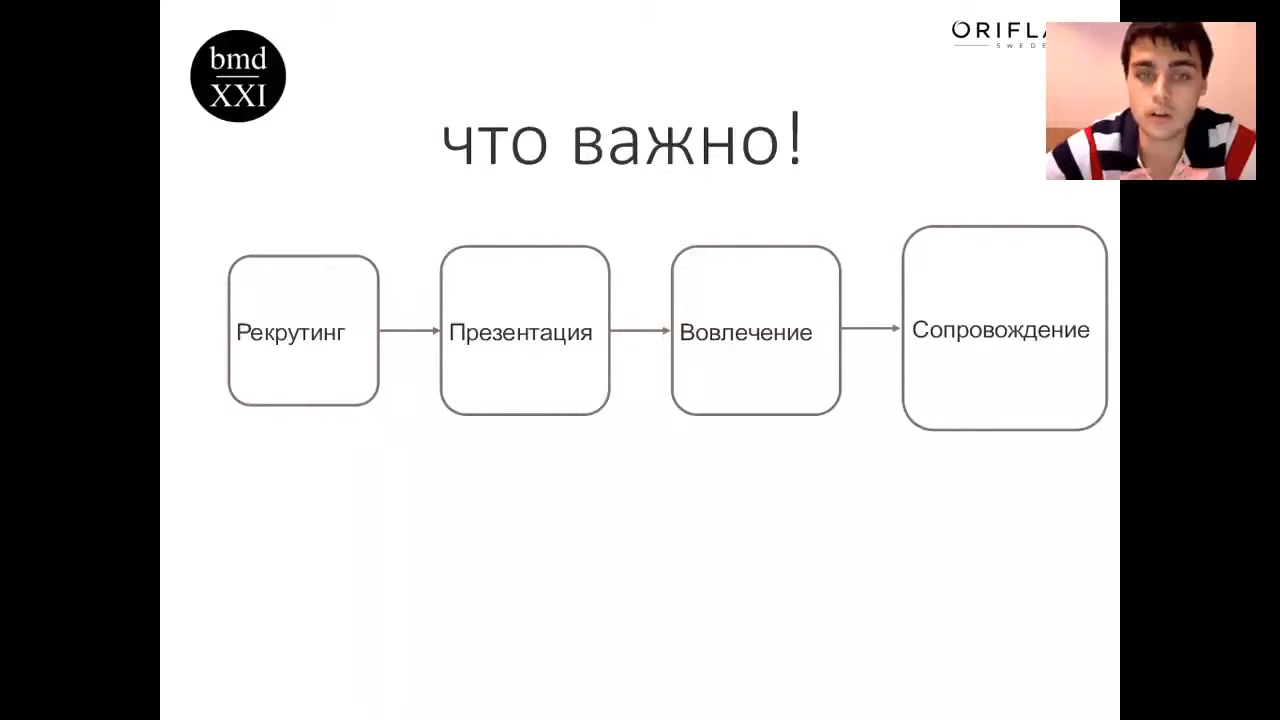 bmd
XXI
ORIFLA
SWEDE
что важно!
Рекрутинг
Презентация
Вовлечение
Сопровождение